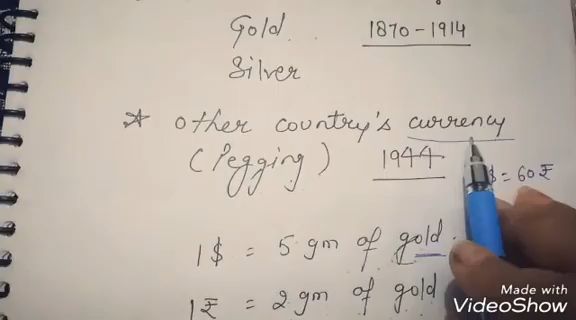 Gold 1870-1914
Silver
* Other country's currency
(Pegging) 1944
$ = 60₹
1$ = 5 gm of gold.
1₹ = 2 gm of gold
Made with
VideoShow